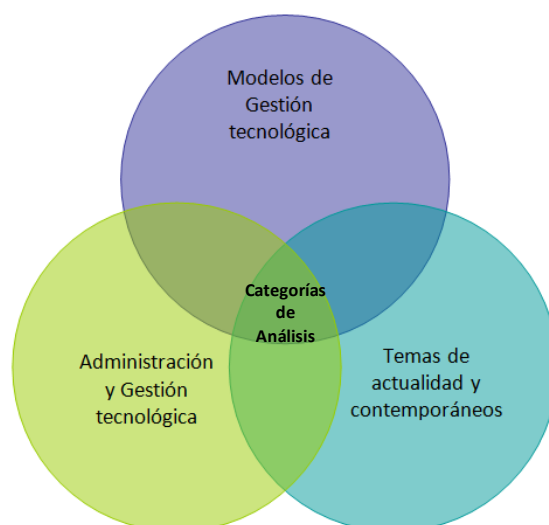 Modelos de
Gestión
tecnológica
Categorías
de
Análisis
Administración
y Gestión
tecnológica
Temas de
actualidad y
contemporáneos